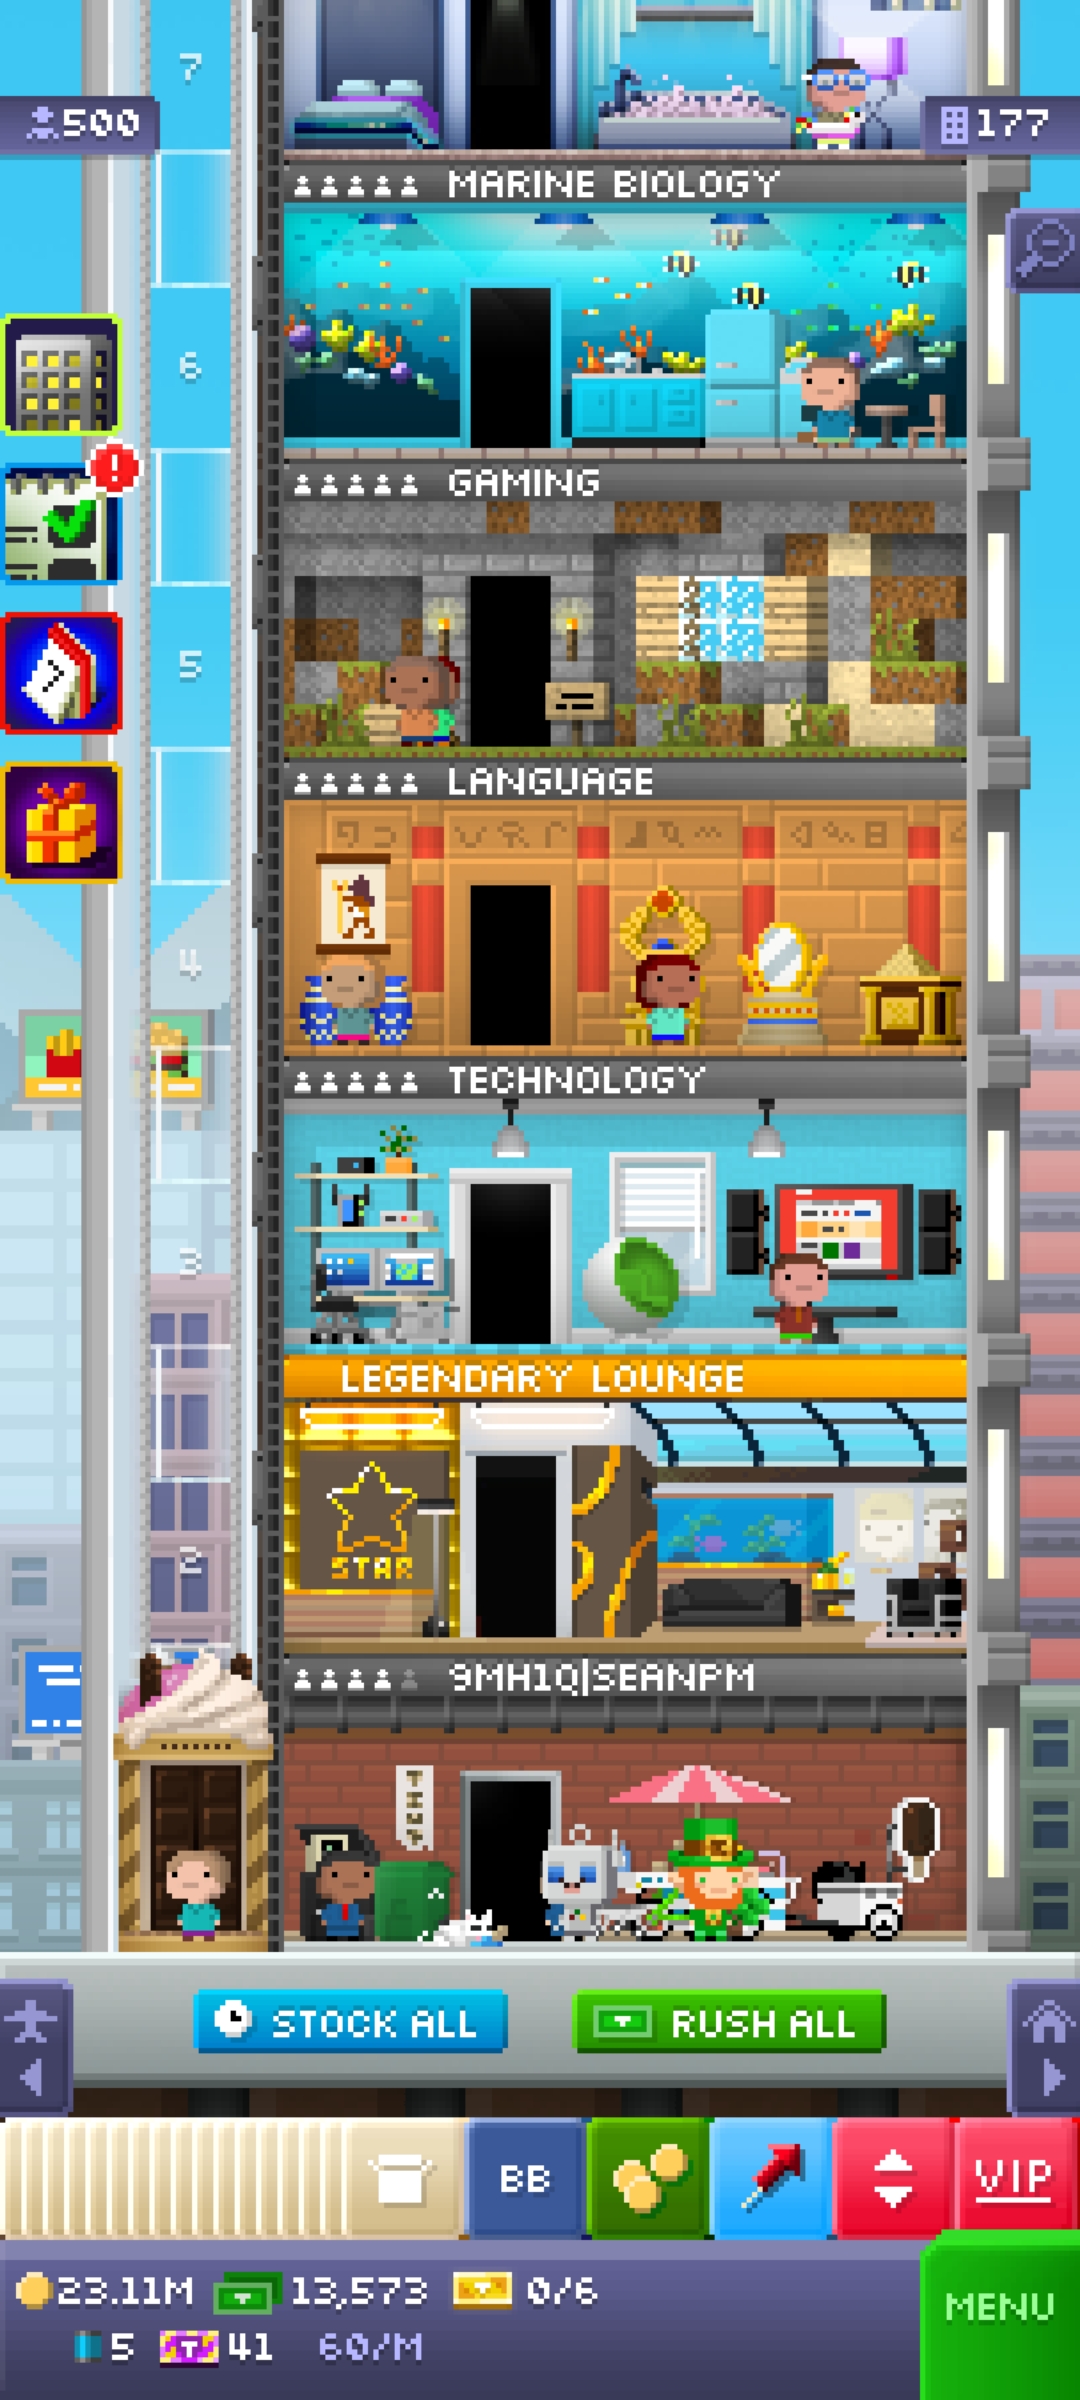 7
500
177
MARINE BIOLOGY
6
GAMING
5
LANGUAGE
4
TECHNOLOGY
3
LEGENDARY LOUNGE
STAR
2
9MH1Q|SEANPM
TINY
STOCK ALL
RUSH ALL
BB
VIP
23.11M
13,573
0/6
MENU
5
41
60/M